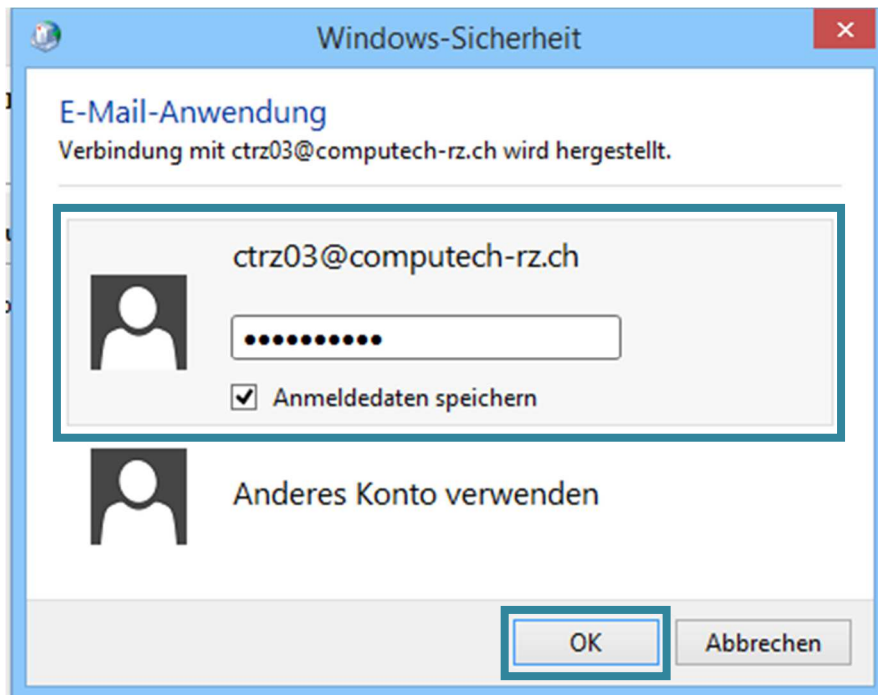 Windows-Sicherheit
E-Mail-Anwendung
Verbindung mit ctrz03@computech-rz.ch wird hergestellt.
ctrz03@computech-rz.ch
●●●●●●●●●●
Anmeldedaten speichern
Anderes Konto verwenden
OK
Abbrechen